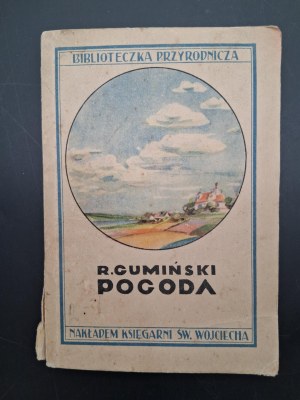 BIBLIOTECZKA PRZYRODNICZA
R. GUMIŃSKI
POGODA
NAKŁADEM KSIĘGARNI ŚW. WOJCIECHA